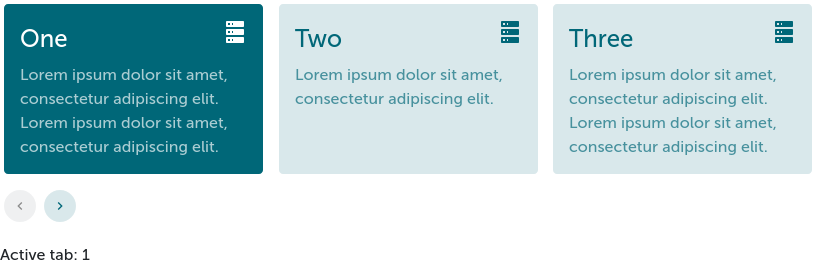 One
Lorem ipsum dolor sit amet,
consectetur adipiscing elit.
Lorem ipsum dolor sit amet,
consectetur adipiscing elit.
Two
Lorem ipsum dolor sit amet,
consectetur adipiscing elit.
Three
Lorem ipsum dolor sit amet,
consectetur adipiscing elit.
Lorem ipsum dolor sit amet,
consectetur adipiscing elit.
Active tab: 1